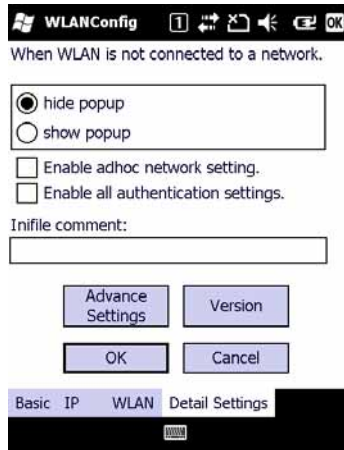 WLANConfig 1 OK
When WLAN is not connected to a network.
hide popup
show popup
Enable adhoc network setting.
Enable all authentication settings.
Inifile comment:
Advance
Settings
Version
OK
Cancel
Basic IP WLAN Detail Settings